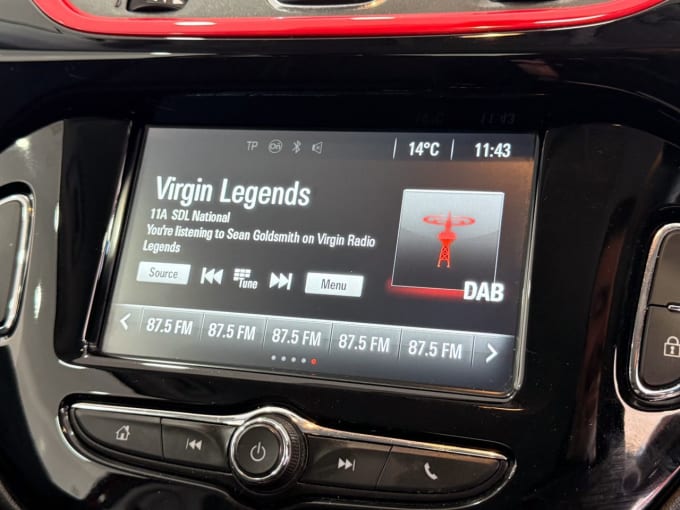 TP 14°C 11:43
Virgin Legends
11A SDL National
You're listening to Sean Goldsmith on Virgin Radio
Legends
Source Tune Menu
DAB
87.5 FM 87.5 FM 87.5 FM 87.5 FM 87.5 FM